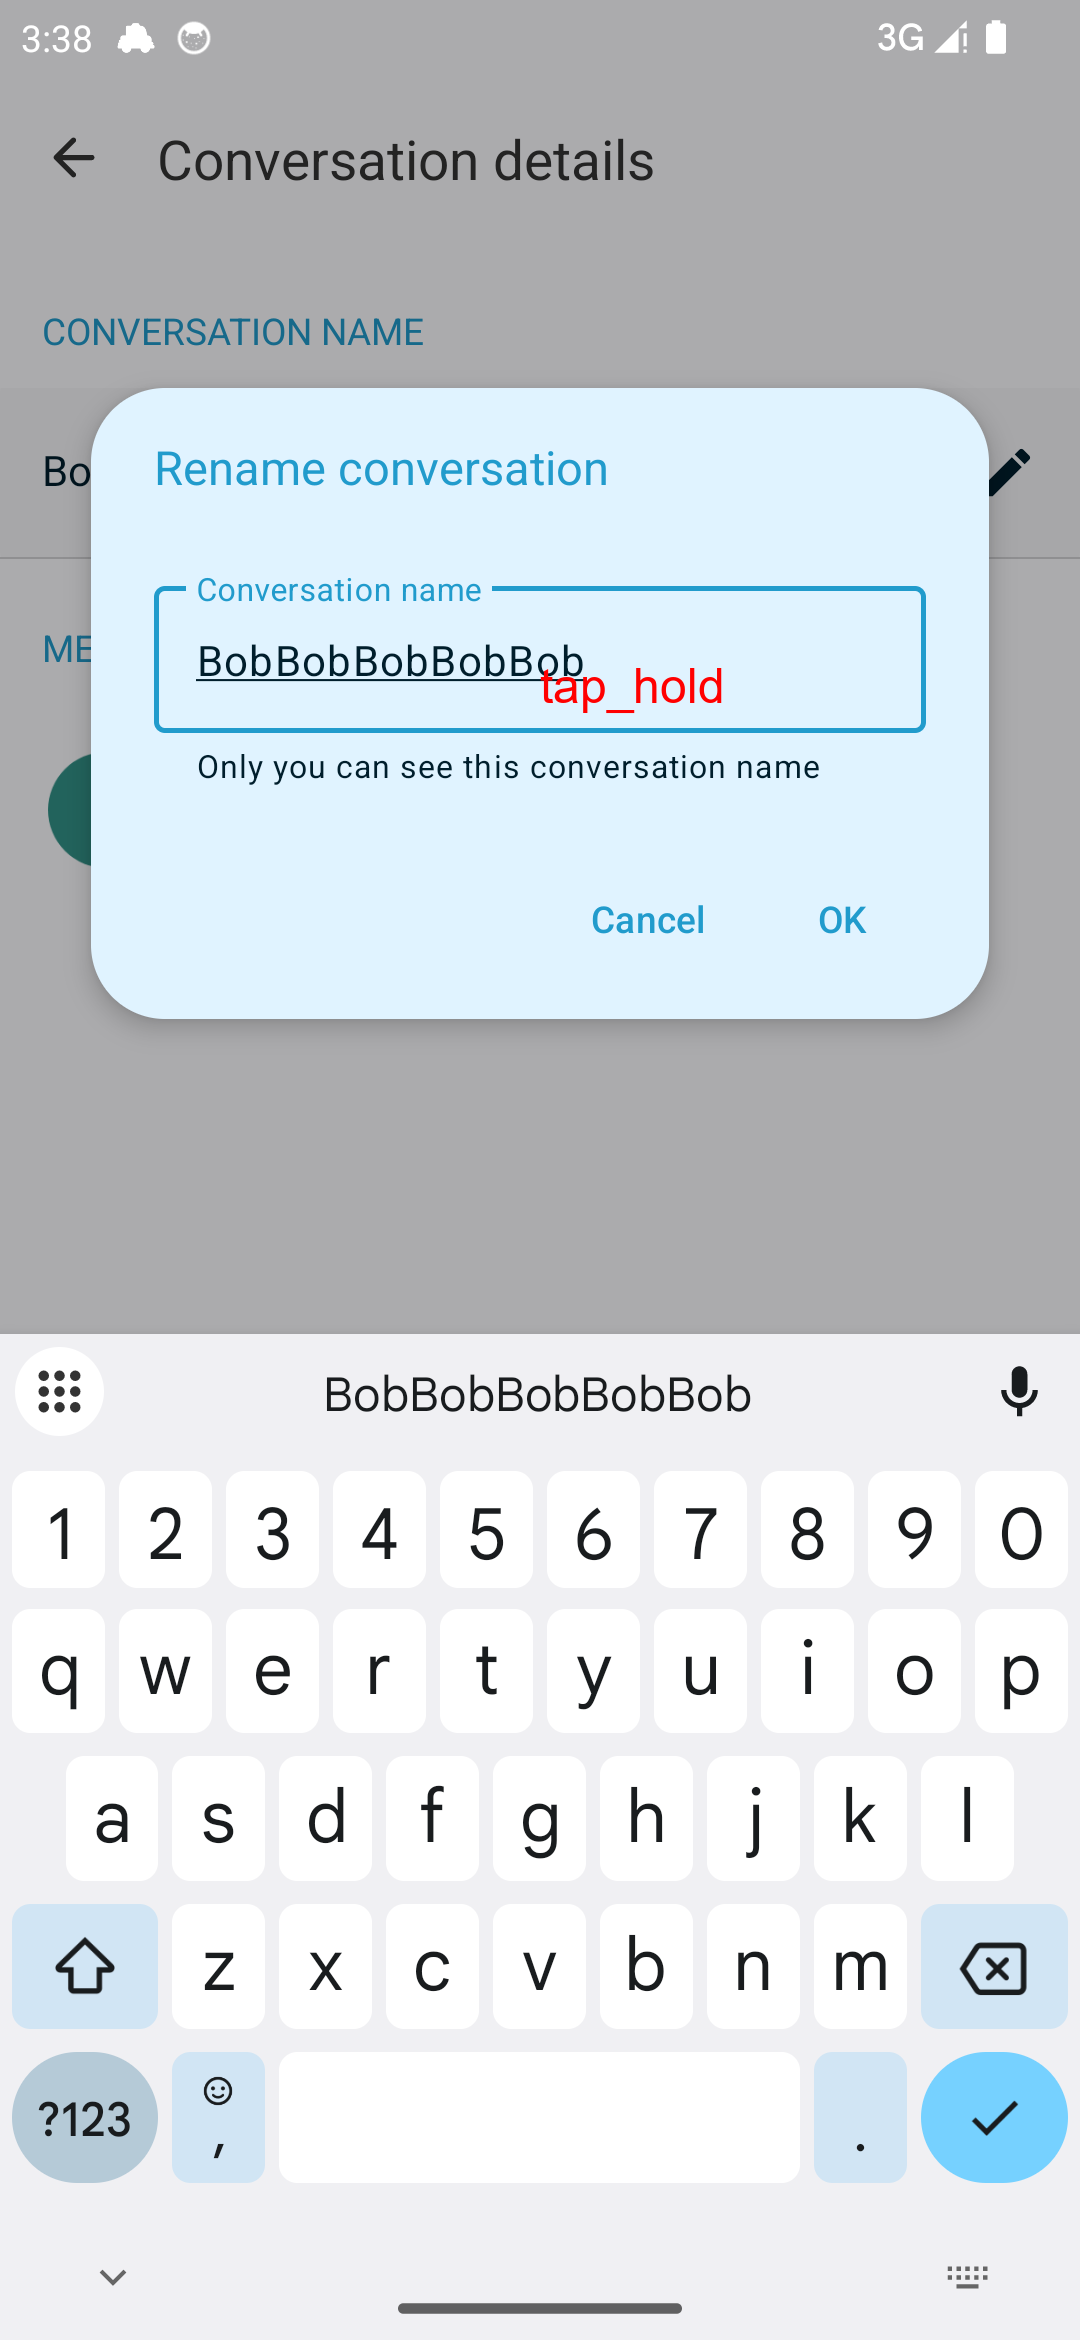 3:38
3G
Conversation details
CONVERSATION NAME
Bo
Rename conversation
Conversation name
BobBobBobBobBob
tap_hold
ME
Only you can see this conversation name
Cancel OK
BobBobBobBobBob
1 2 3 4 5 6 7 8 9 0
q w e r t y u i o p
a s d f g h j k l
z x c v b n m
?123 , .